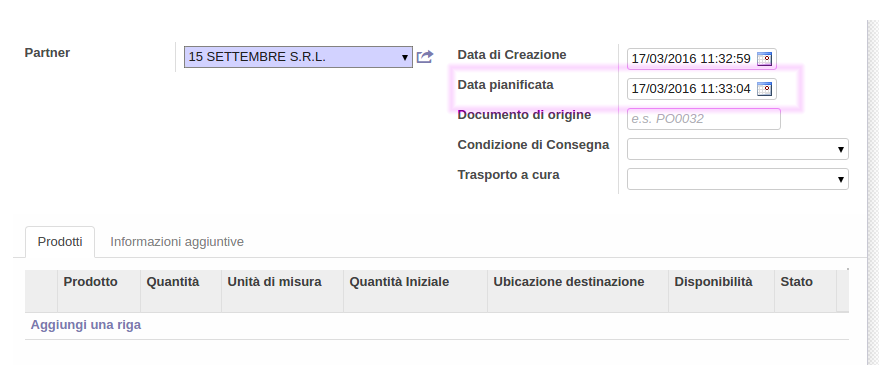 Partner
15 SETTEMBRE S.R.L.
Data di Creazione
17/03/2016 11:32:59
Data pianificata
17/03/2016 11:33:04
Documento di origine
e.s. PO0032
Condizione di Consegna
Trasporto a cura
Prodotti Informazioni aggiuntive
Prodotto Quantità Unità di misura Quantità Iniziale Ubicazione destinazione Disponibilità Stato
Aggiungi una riga